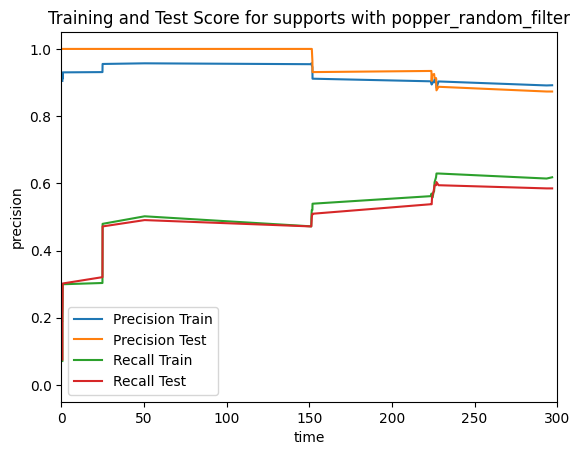 Training and Test Score for supports with popper_random_filter
precision
1.0
0.8
0.6
0.4
0.2
0.0
Precision Train
Precision Test
Recall Train
Recall Test
0 50 100 150 200 250 300
time